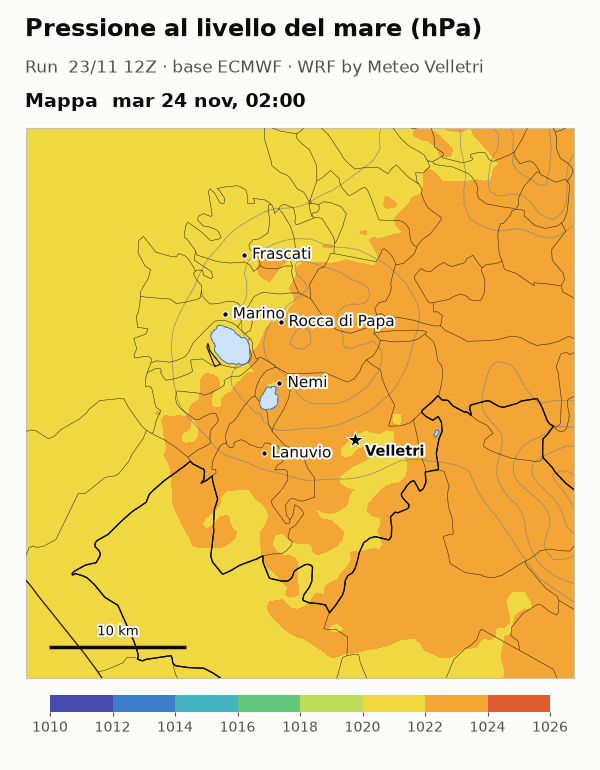 Pressione al livello del mare (hPa)
Run  23/11 12Z · base ECMWF · WRF by Meteo Velletri
Mappa  mar 24 nov, 02:00
Frascati
Marino
Rocca di Papa
Nemi
Velletri
Lanuvio
10 km
1010 1012 1014 1016 1018 1020 1022 1024 1026